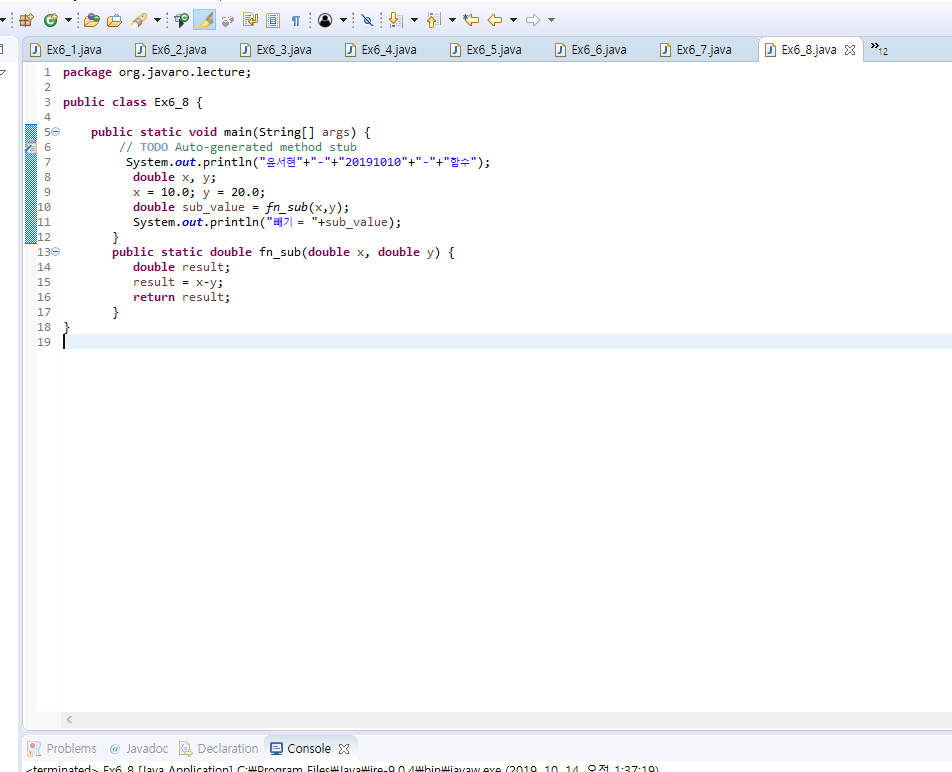 Ex6_1.java Ex6_2.java Ex6_3.java Ex6_4.java Ex6_5.java Ex6_6.java Ex6_7.java Ex6_8.java »12
1 package org.javaro.lecture;
2
3 public class Ex6_8 {
4
5 public static void main(String[] args) {
6 // TODO Auto-generated method stub
7 System.out.println("윤서현"+"-"+"20191010"+"-"+"함수");
8 double x, y;
9 x = 10.0; y = 20.0;
10 double sub_value = fn_sub(x,y);
11 System.out.println("빼기 = "+sub_value);
12 }
13 public static double fn_sub(double x, double y) {
14 double result;
15 result = x-y;
16 return result;
17 }
18 }
19
Problems @ Javadoc Declaration Console
<terminated> Ex6_8 [Java Application] C:₩Program Files₩Java₩jre-9.0.4₩bin₩javaw.exe (2019. 10. 14. 오전 1:37:19)